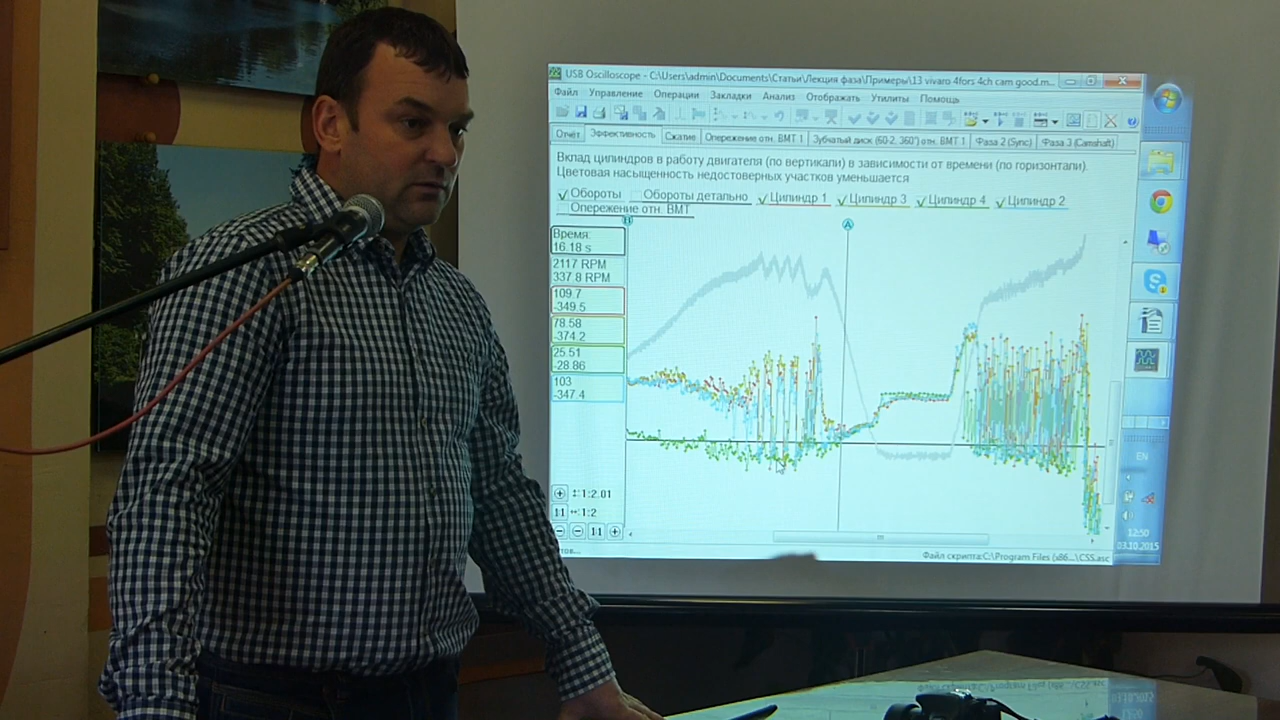 USB Oscilloscope - C:\Users\admin\Documents\Статьи\Лекция фаза\Примеры\13 vivaro 4fors 4ch cam good.m...
Файл Управление Операции Закладки Анализ Отображать Утилиты Помощь
Отчёт Эффективность Сжатие Опережение отн. ВМТ 1 Зубчатый диск (60-2, 360°) отн. ВМТ 1 Фаза 2 (Sync) Фаза 3 (Camshaft)
Вклад цилиндров в работу двигателя (по вертикали) в зависимости от времени (по горизонтали).
Цветовая насыщенность недостоверных участков уменьшается
Обороты Обороты детально Цилиндр 1 Цилиндр 3 Цилиндр 4 Цилиндр 2
Опережение отн. ВМТ
A
Время:
16.18 s
2117 RPM
337.8 RPM
109.7
-349.5
78.58
-374.2
25.51
-28.86
103
-347.4
1:2.01
1:1 1:2
1:1
Файл скрипта:C:\Program Files (x86...\CSS.asc
EN
12:50
03.10.2015